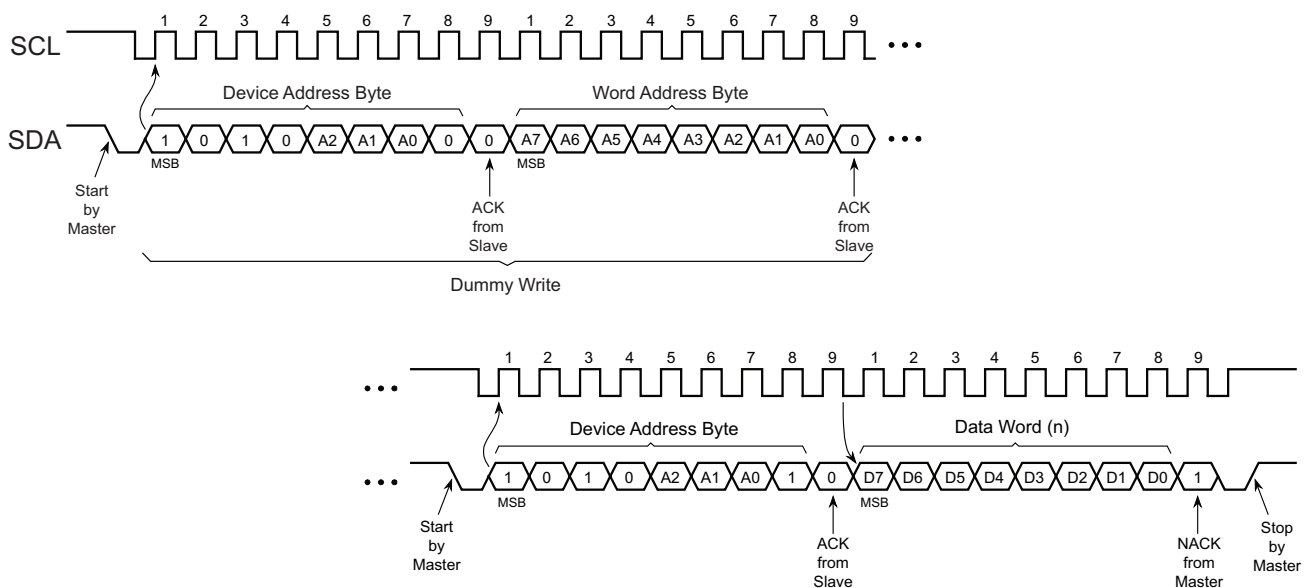 1 2 3 4 5 6 7 8 9 1 2 3 4 5 6 7 8 9
SCL
Device Address Byte Word Address Byte
SDA
1 0 1 0 A2 A1 A0 0 0 A7 A6 A5 A4 A3 A2 A1 A0 0
MSB MSB
Start
by
Master
ACK
from
Slave
ACK
from
Slave
Dummy Write
1 2 3 4 5 6 7 8 9 1 2 3 4 5 6 7 8 9
Device Address Byte Data Word (n)
1 0 1 0 A2 A1 A0 1 0 D7 D6 D5 D4 D3 D2 D1 D0 1
MSB MSB
Start
by
Master
ACK
from
Slave
NACK
from
Master
Stop
by
Master